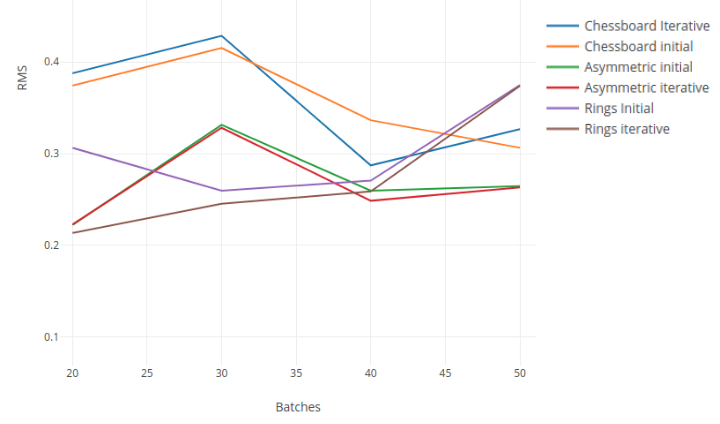 Chessboard Iterative
Chessboard initial
Asymmetric initial
Asymmetric iterative
Rings Initial
Rings iterative
RMS
0.4
0.3
0.2
0.1
20 25 30 35 40 45 50
Batches